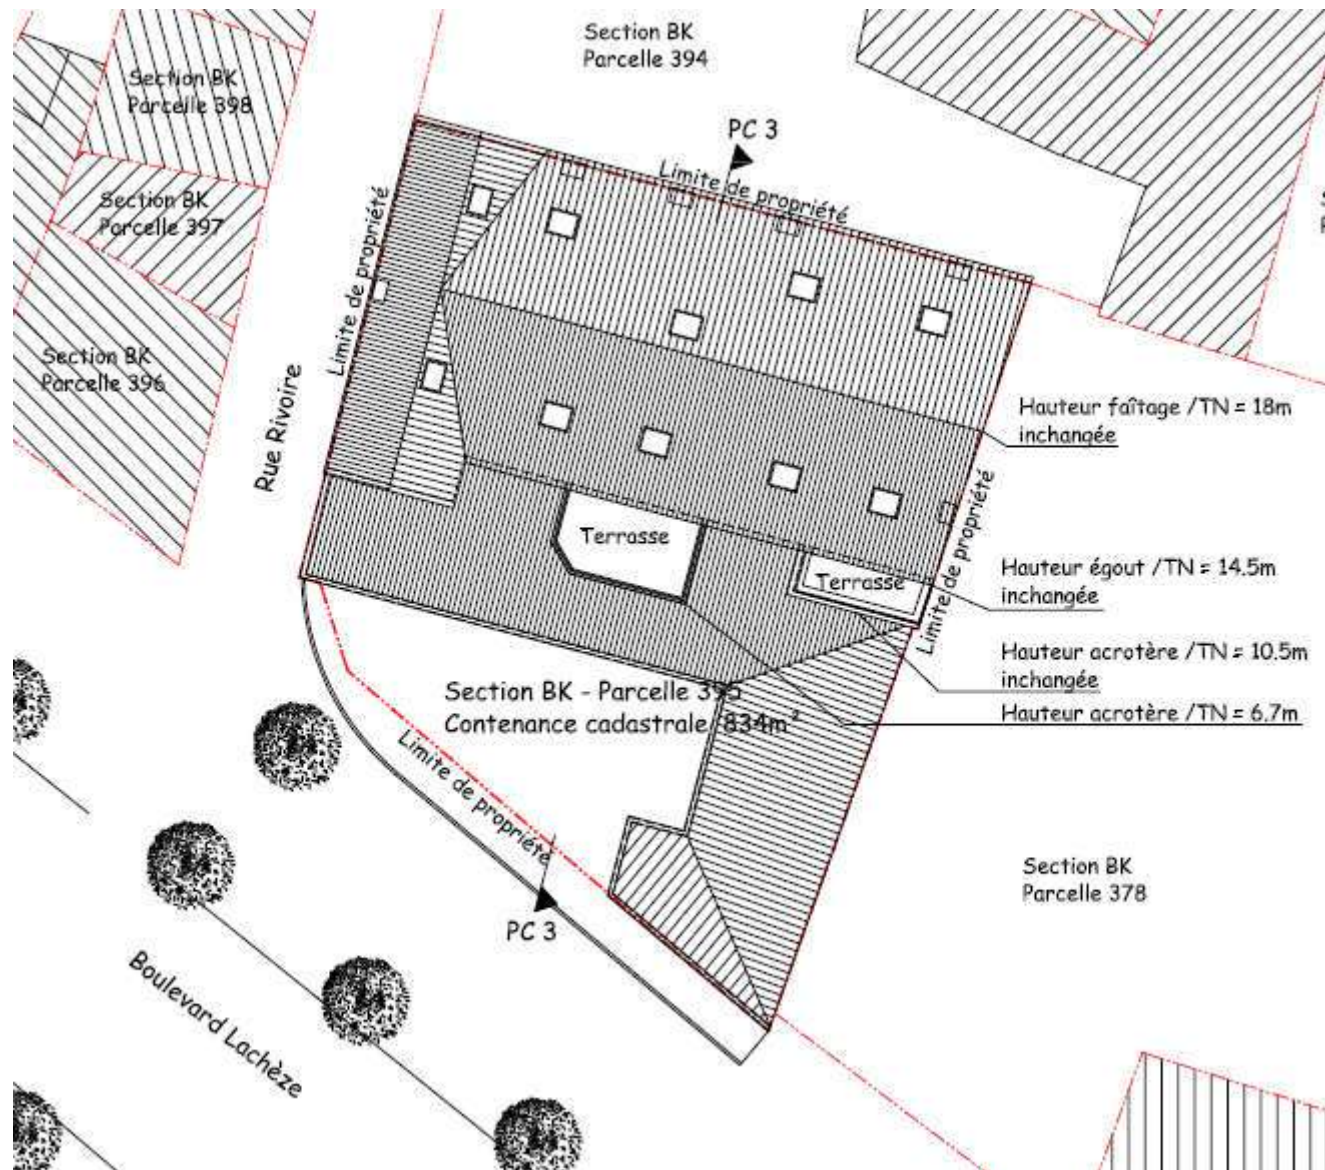 Section BK
Parcelle 394
Section BK
Parcelle 398
PC 3
Limite de propriété
Section BK
Parcelle 397
Limite de propriété
Section BK
Parcelle 396
Rue Rivoire
Hauteur faîtage /TN = 18m
inchangée
Limite de propriété
Terrasse
Terrasse
Hauteur égout /TN = 14.5m
inchangée
Hauteur acrotère /TN = 10.5m
inchangée
Hauteur acrotère /TN = 6.7m
Section BK - Parcelle 395
Contenance cadastrale 834m²
Limite de propriété
Section BK
Parcelle 378
PC 3
Boulevard Lachèze